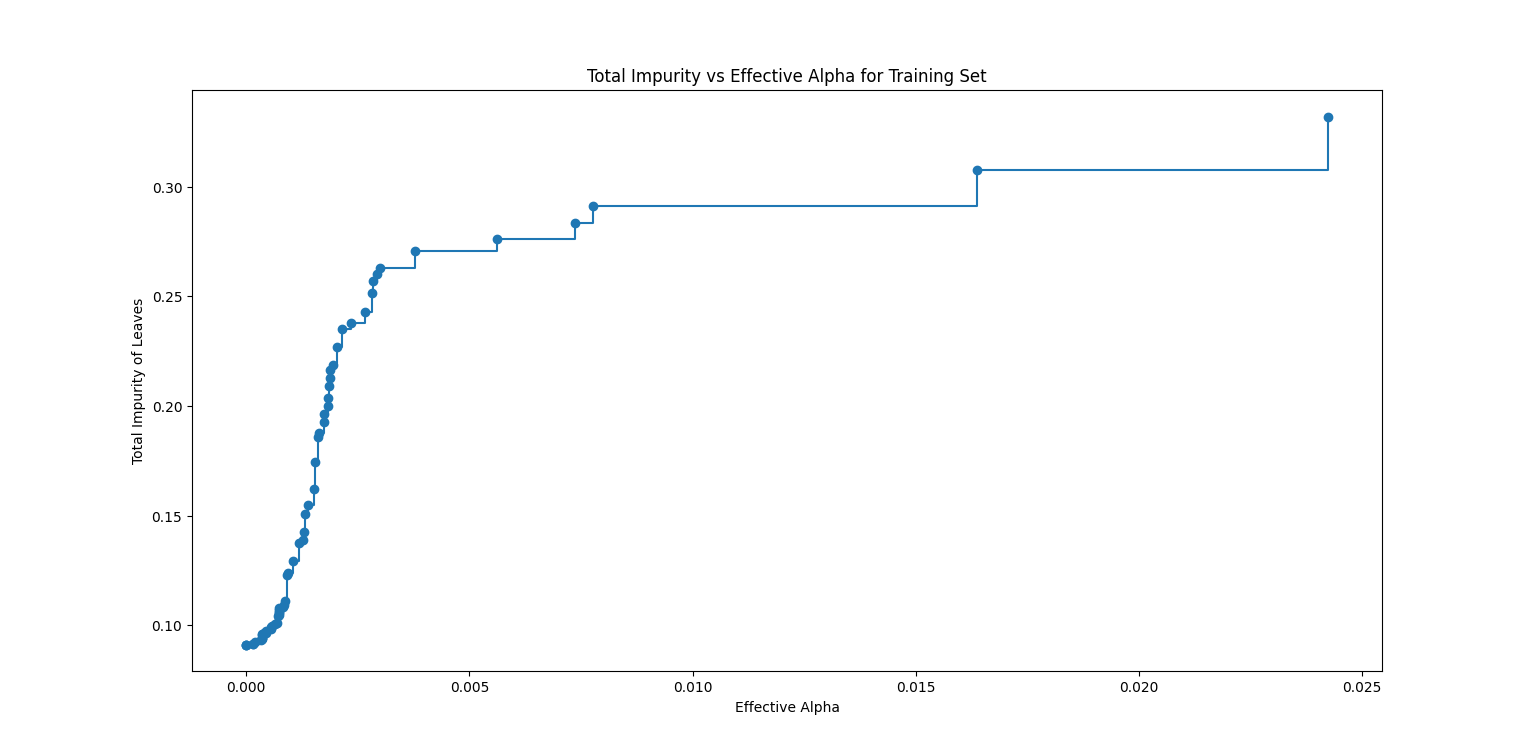 Total Impurity vs Effective Alpha for Training Set
Total Impurity of Leaves
0.30
0.25
0.20
0.15
0.10
0.000 0.005 0.010 0.015 0.020 0.025
Effective Alpha